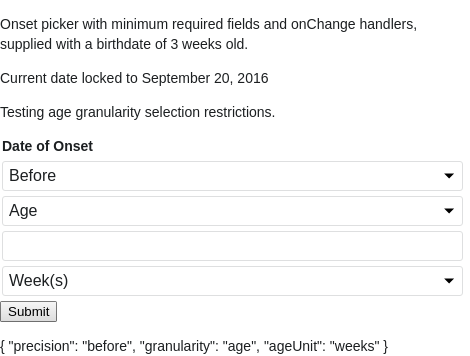 Onset picker with minimum required fields and onChange handlers,
supplied with a birthdate of 3 weeks old.
Current date locked to September 20, 2016
Testing age granularity selection restrictions.
Date of Onset
Before
Age
Week(s)
Submit
{ "precision": "before", "granularity": "age", "ageUnit": "weeks" }